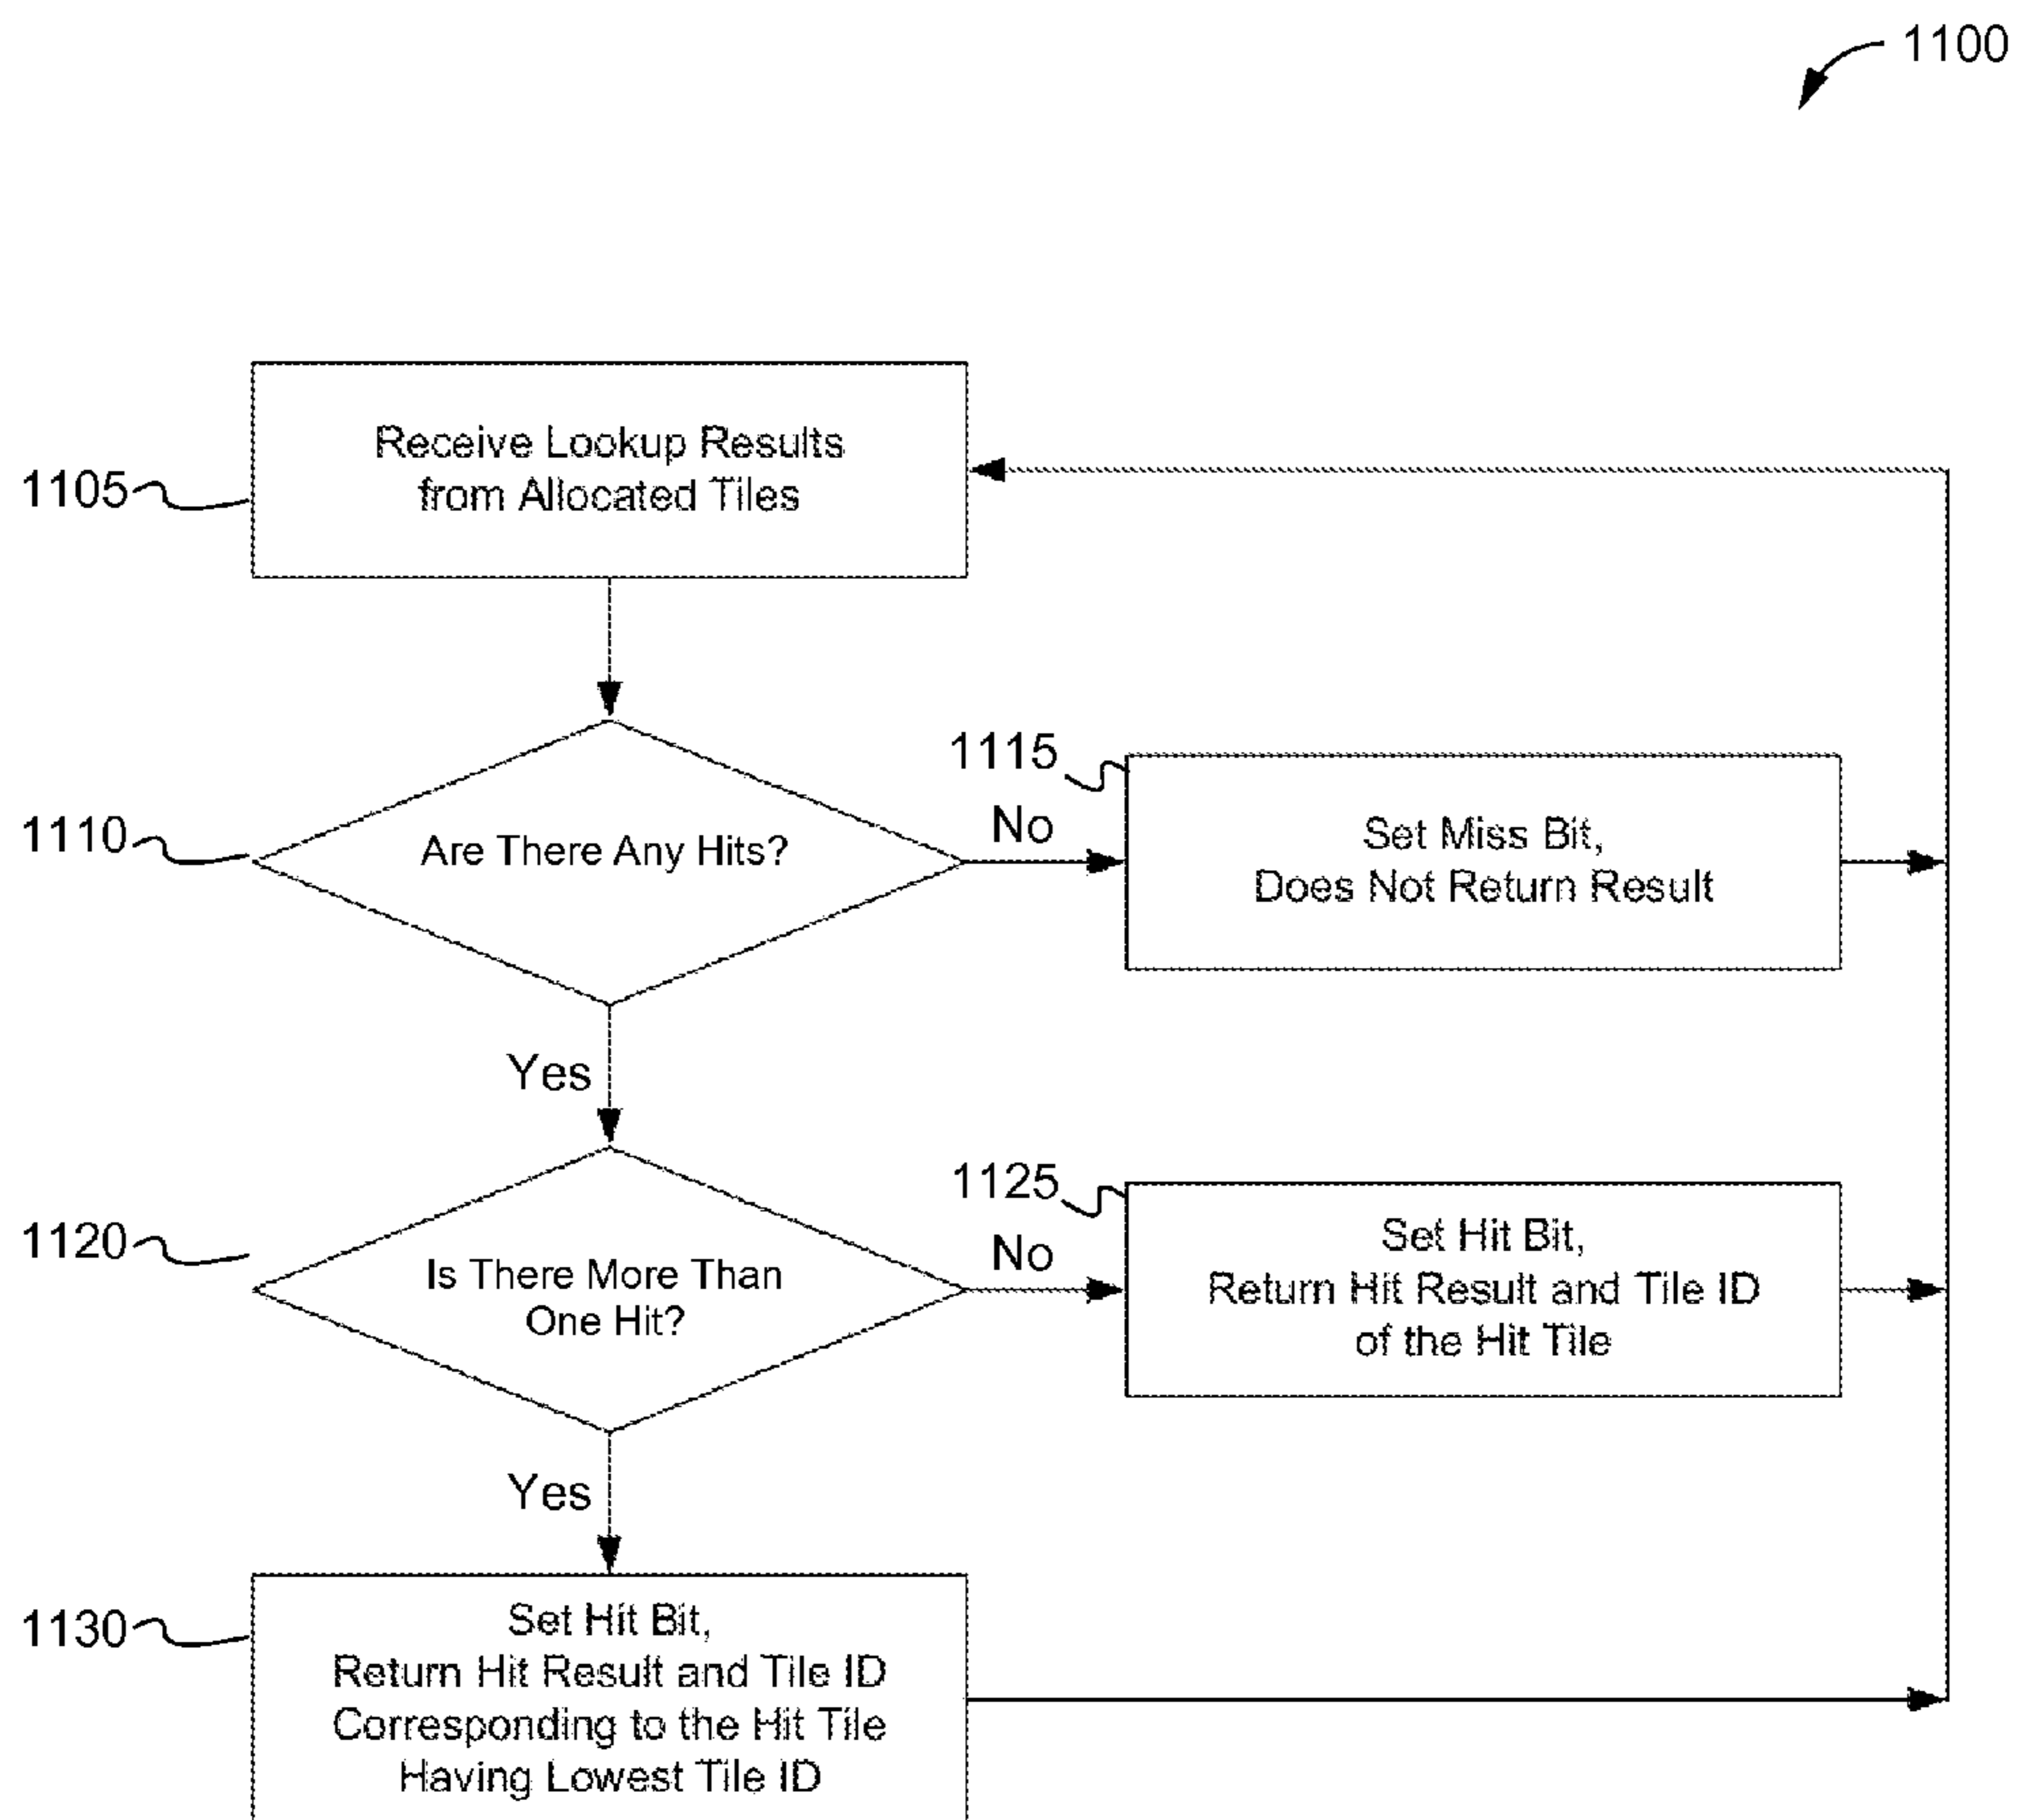 1100
Receive Lookup Results
from Allocated Tiles
1105
1115
No
Are There Any Hits?
1110
Set Miss Bit,
Does Not Return Result
Yes
1125
No
1120
Is There More Than
One Hit?
Set Hit Bit,
Return Hit Result and Tile ID
of the Hit Tile
Yes
1130
Set Hit Bit,
Return Hit Result and Tile ID
Corresponding to the Hit Tile
Having Lowest Tile ID